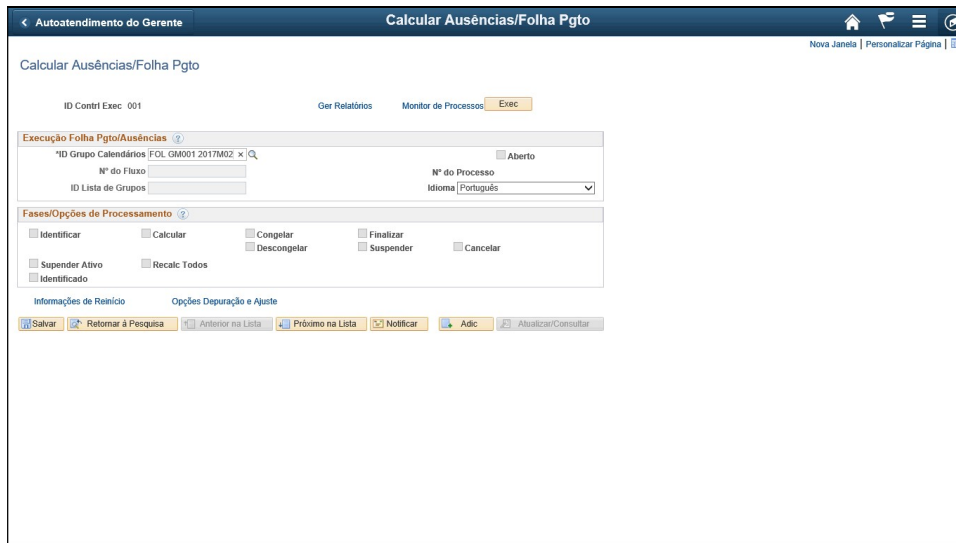 Autoatendimento do Gerente
Calcular Ausências/Folha Pgto
Nova Janela | Personalizar Página |
Calcular Ausências/Folha Pgto
ID Contrl Exec 001 Ger Relatórios Monitor de Processos Exec
Execução Folha Pgto/Ausências
*ID Grupo Calendários FOL GM001 2017M02 Aberto
Nº do Fluxo Nº do Processo
ID Lista de Grupos Idioma Português
Fases/Opções de Processamento
Identificar Calcular Congelar Finalizar
Descongelar Suspender Cancelar
Supender Ativo Recalc Todos
Identificado
Informações de Reinício Opções Depuração e Ajuste
Salvar Retornar à Pesquisa Anterior na Lista Próximo na Lista Notificar Adic Atualizar/Consultar